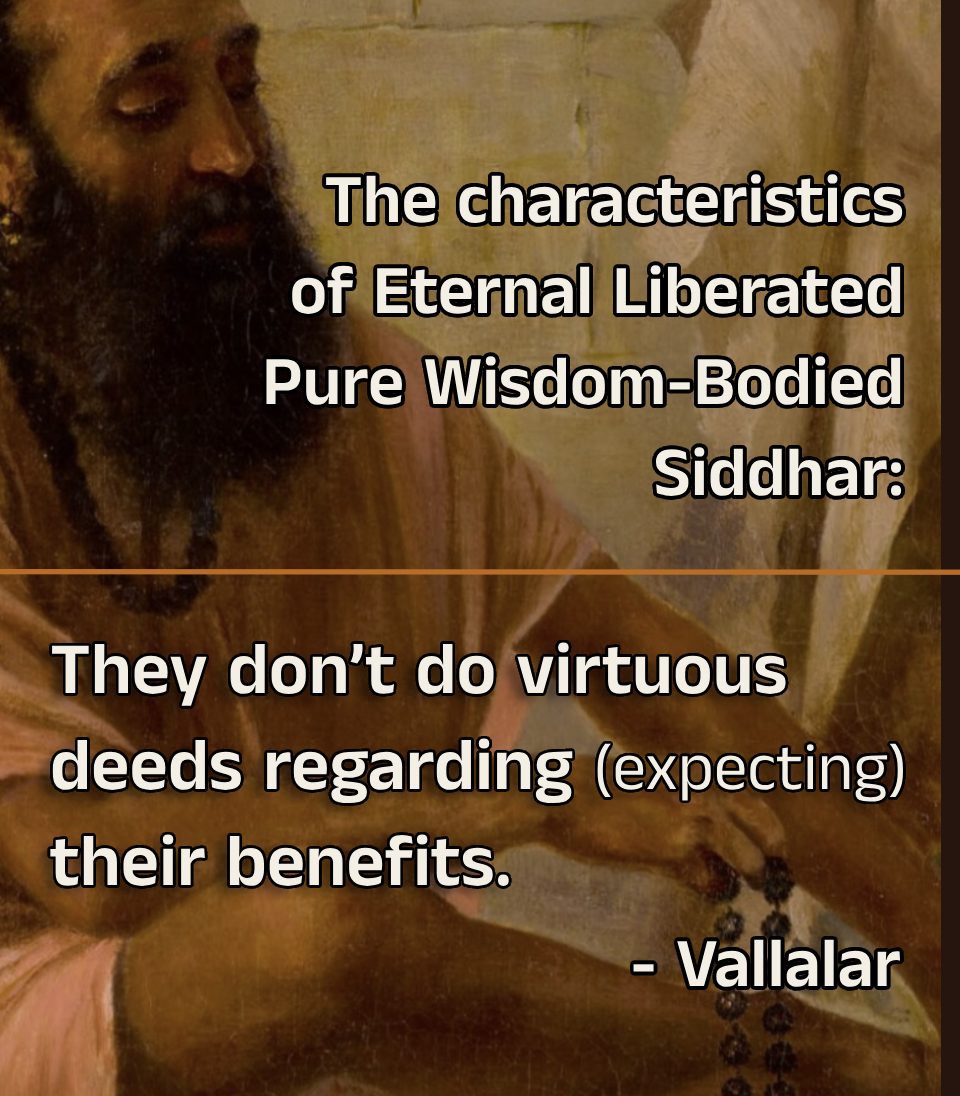 The characteristics
of Eternal Liberated
Pure Wisdom-Bodied
Siddhar:
They don’t do virtuous
deeds regarding (expecting)
their benefits.
- Vallalar